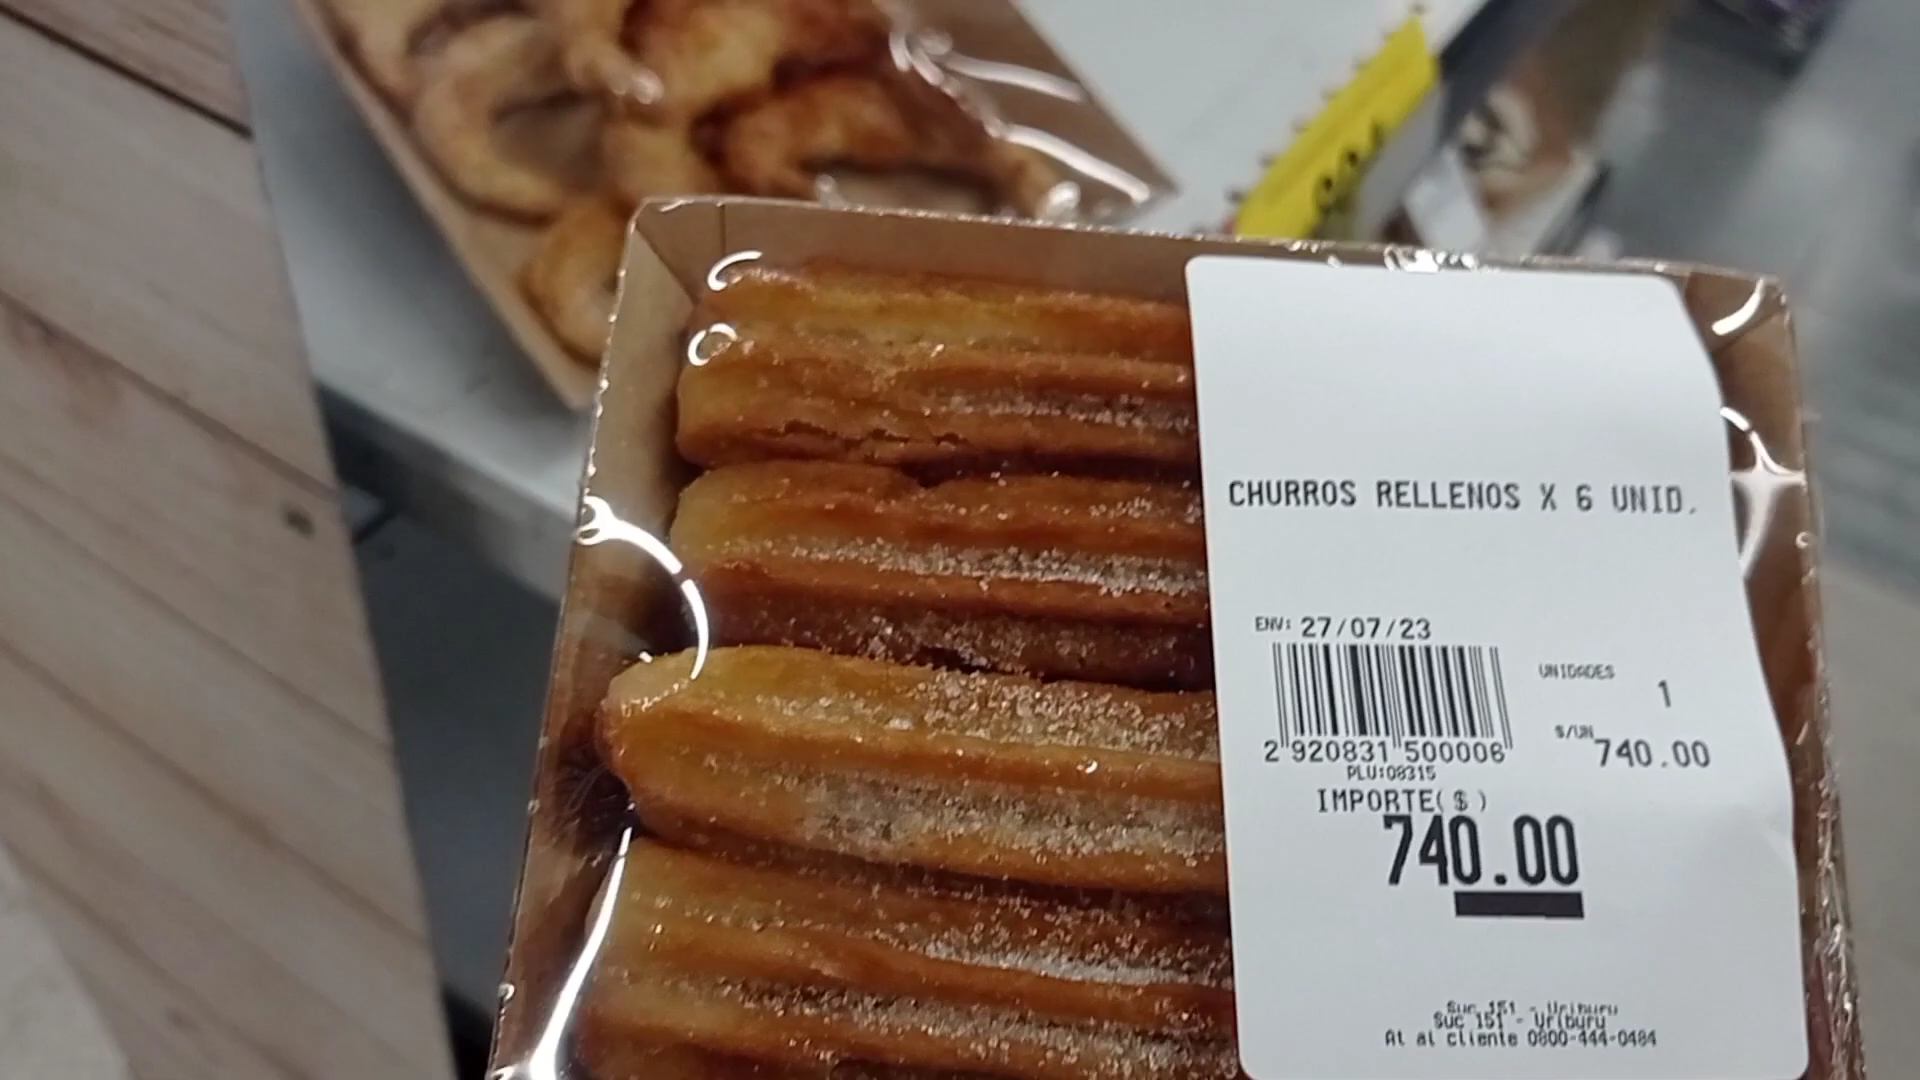 CHURROS RELLENOS X 6 UNID.
ENV: 27/07/23
UNIDADES
1
2 920831 500006
$/UN
740.00
PLU:08315
IMPORTE($)
740.00
Suc 151 - Uriburu
Suc 151 - Uriburu
At al cliente 0800-444-0484